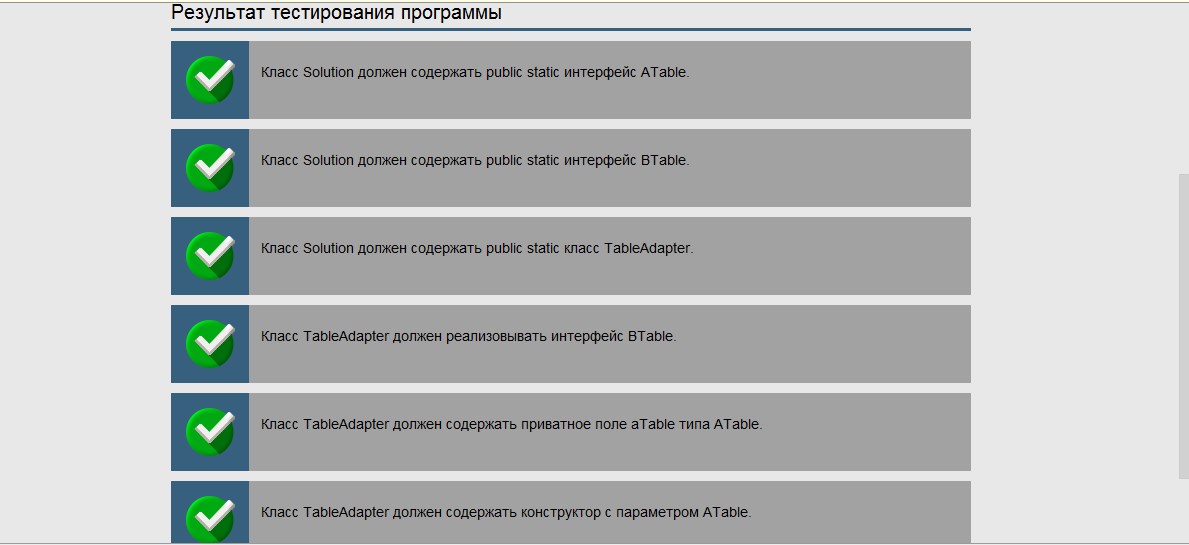 Результат тестирования программы
Класс Solution должен содержать public static интерфейс ATable.
Класс Solution должен содержать public static интерфейс BTable.
Класс Solution должен содержать public static класс TableAdapter.
Класс TableAdapter должен реализовывать интерфейс BTable.
Класс TableAdapter должен содержать приватное поле aTable типа ATable.
Класс TableAdapter должен содержать конструктор с параметром ATable.